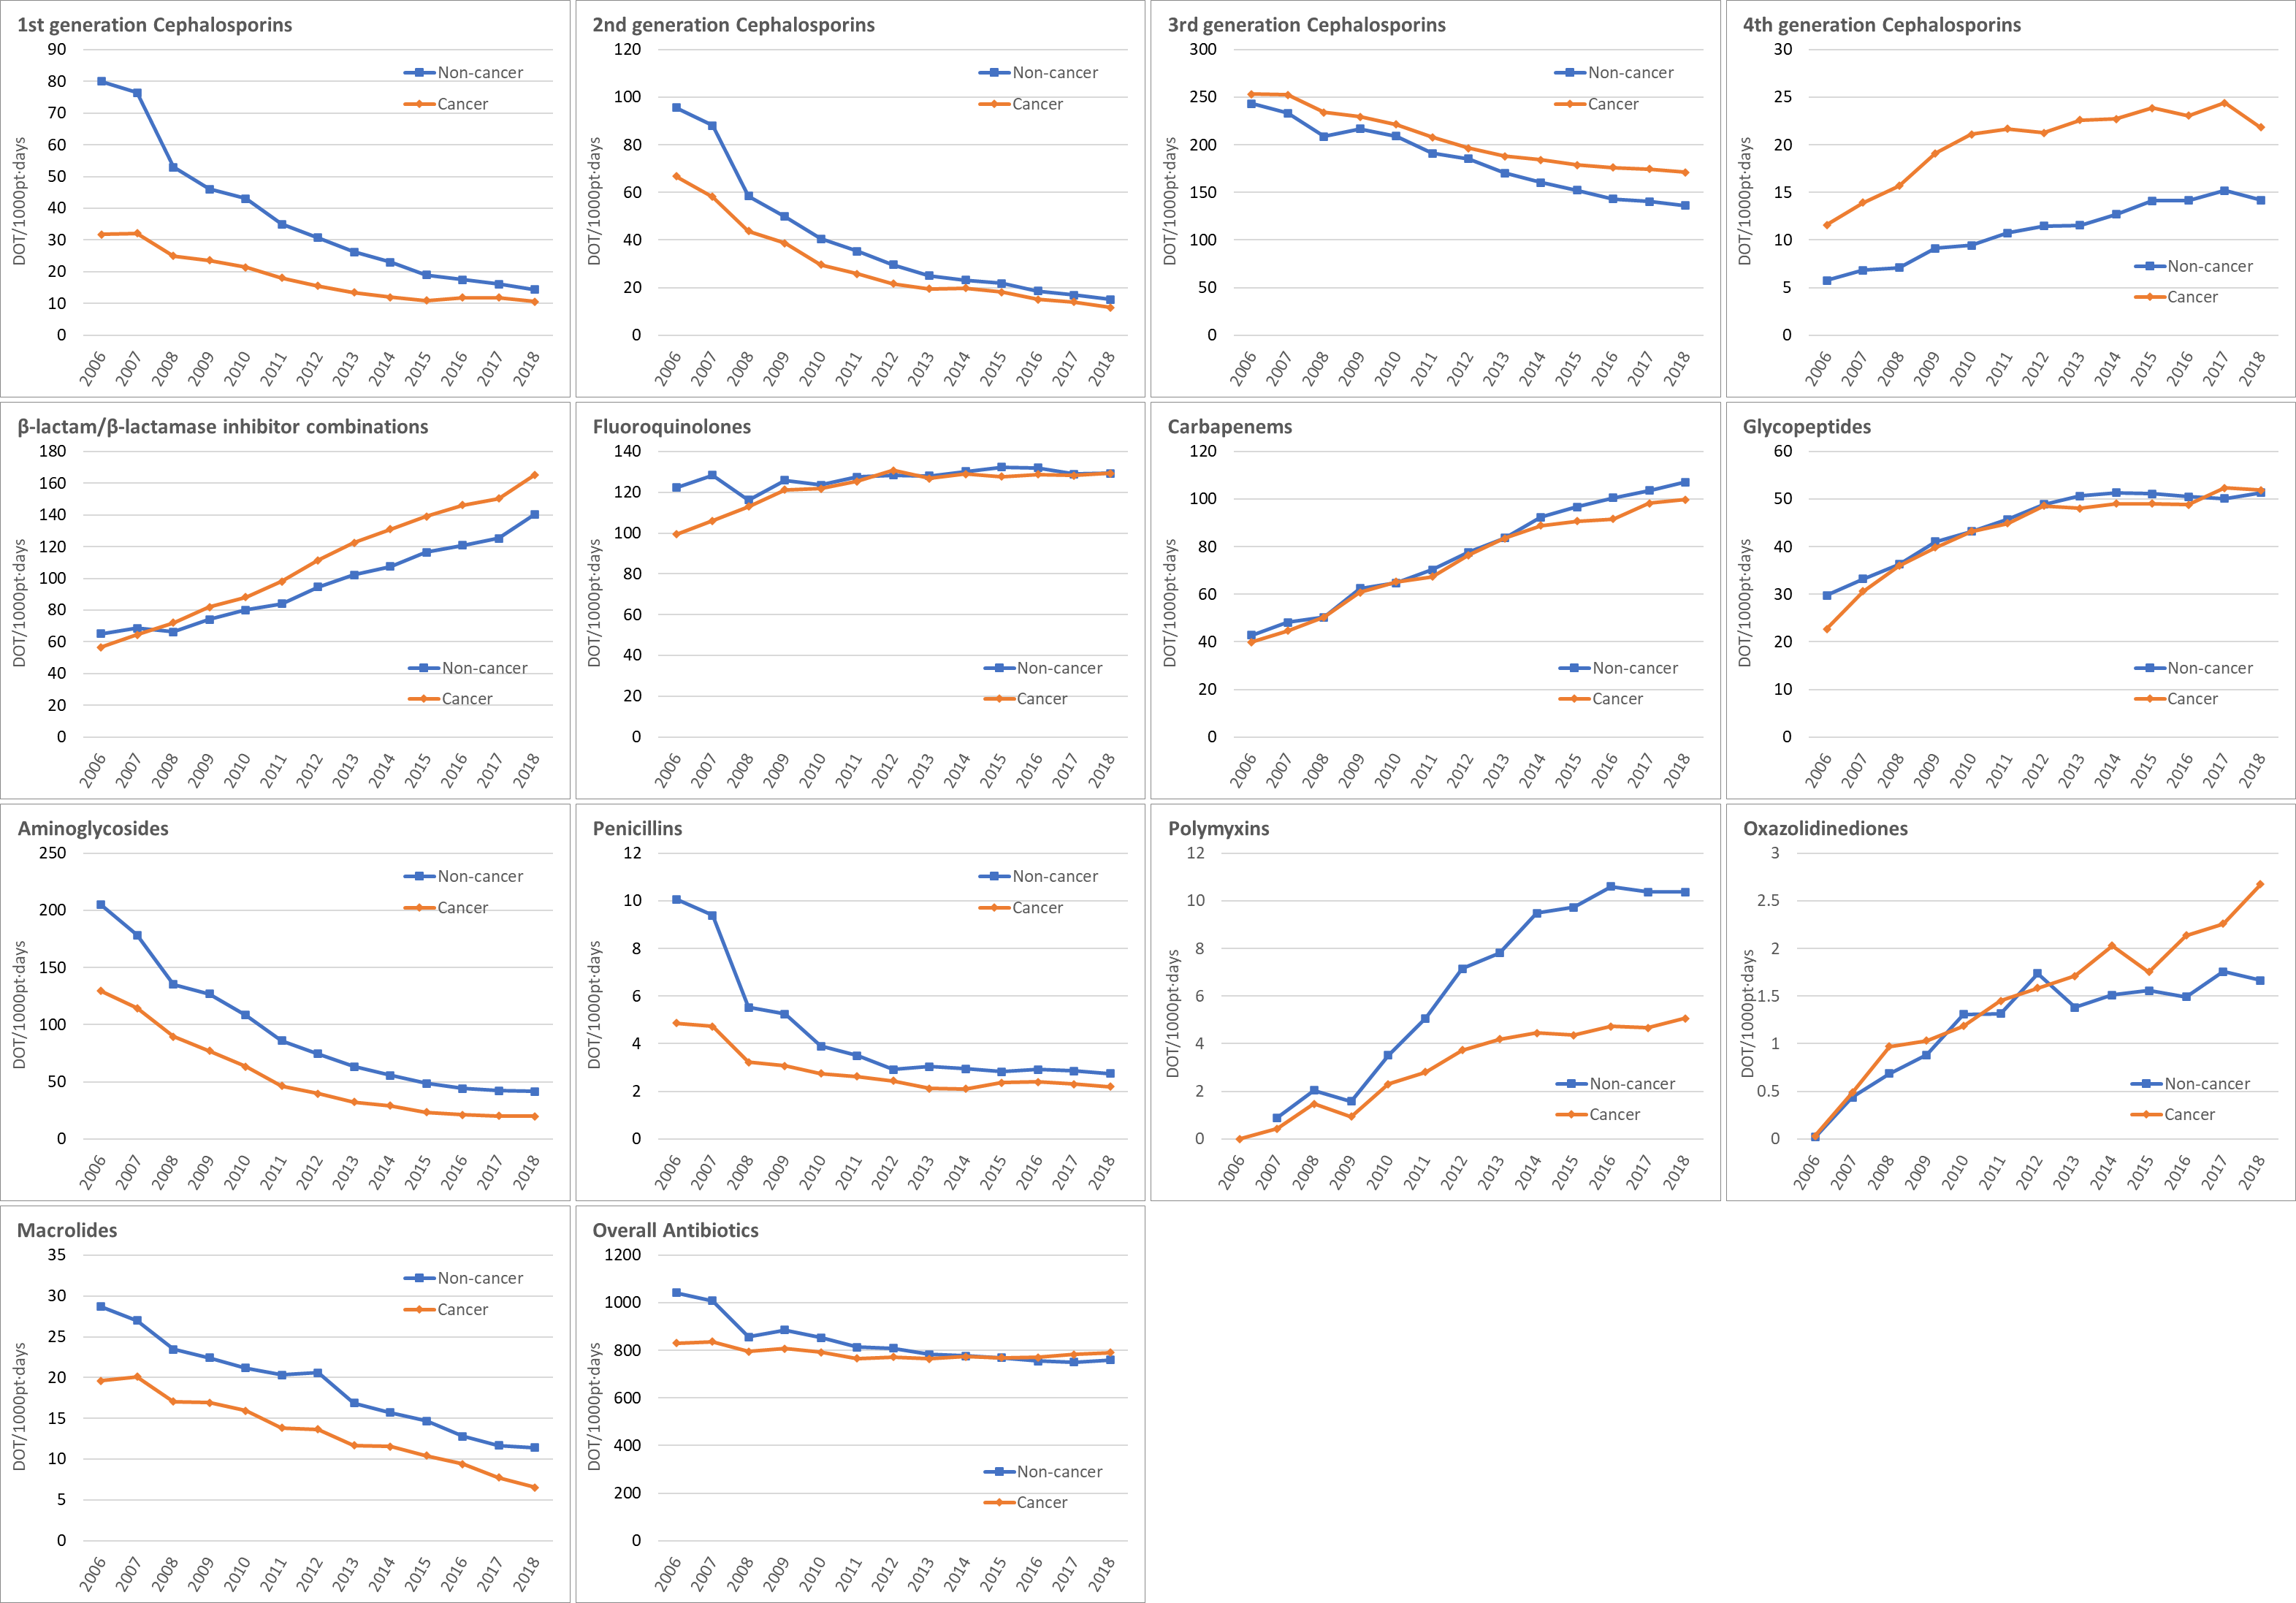 1st generation Cephalosporins
90
80
70
60
50
40
30
20
10
0
DOT/1000pt·days
Non-cancer
Cancer
2006 2007 2008 2009 2010 2011 2012 2013 2014 2015 2016 2017 2018
2nd generation Cephalosporins
120
100
80
60
40
20
0
DOT/1000pt·days
Non-cancer
Cancer
2006 2007 2008 2009 2010 2011 2012 2013 2014 2015 2016 2017 2018
3rd generation Cephalosporins
300
250
200
150
100
50
0
DOT/1000pt·days
Non-cancer
Cancer
2006 2007 2008 2009 2010 2011 2012 2013 2014 2015 2016 2017 2018
4th generation Cephalosporins
30
25
20
15
10
5
0
DOT/1000pt·days
Non-cancer
Cancer
2006 2007 2008 2009 2010 2011 2012 2013 2014 2015 2016 2017 2018
β-lactam/β-lactamase inhibitor combinations
180
160
140
120
100
80
60
40
20
0
DOT/1000pt·days
Non-cancer
Cancer
2006 2007 2008 2009 2010 2011 2012 2013 2014 2015 2016 2017 2018
Fluoroquinolones
140
120
100
80
60
40
20
0
DOT/1000pt·days
Non-cancer
Cancer
2006 2007 2008 2009 2010 2011 2012 2013 2014 2015 2016 2017 2018
Carbapenems
120
100
80
60
40
20
0
DOT/1000pt·days
Non-cancer
Cancer
2006 2007 2008 2009 2010 2011 2012 2013 2014 2015 2016 2017 2018
Glycopeptides
60
50
40
30
20
10
0
DOT/1000pt·days
Non-cancer
Cancer
2006 2007 2008 2009 2010 2011 2012 2013 2014 2015 2016 2017 2018
Aminoglycosides
250
200
150
100
50
0
DOT/1000pt·days
Non-cancer
Cancer
2006 2007 2008 2009 2010 2011 2012 2013 2014 2015 2016 2017 2018
Penicillins
12
10
8
6
4
2
0
DOT/1000pt·days
Non-cancer
Cancer
2006 2007 2008 2009 2010 2011 2012 2013 2014 2015 2016 2017 2018
Polymyxins
12
10
8
6
4
2
0
DOT/1000pt·days
Non-cancer
Cancer
2006 2007 2008 2009 2010 2011 2012 2013 2014 2015 2016 2017 2018
Oxazolidinediones
3
2.5
2
1.5
1
0.5
0
DOT/1000pt·days
Non-cancer
Cancer
2006 2007 2008 2009 2010 2011 2012 2013 2014 2015 2016 2017 2018
Macrolides
35
30
25
20
15
10
5
0
DOT/1000pt·days
Non-cancer
Cancer
2006 2007 2008 2009 2010 2011 2012 2013 2014 2015 2016 2017 2018
Overall Antibiotics
1200
1000
800
600
400
200
0
DOT/1000pt·days
Non-cancer
Cancer
2006 2007 2008 2009 2010 2011 2012 2013 2014 2015 2016 2017 2018